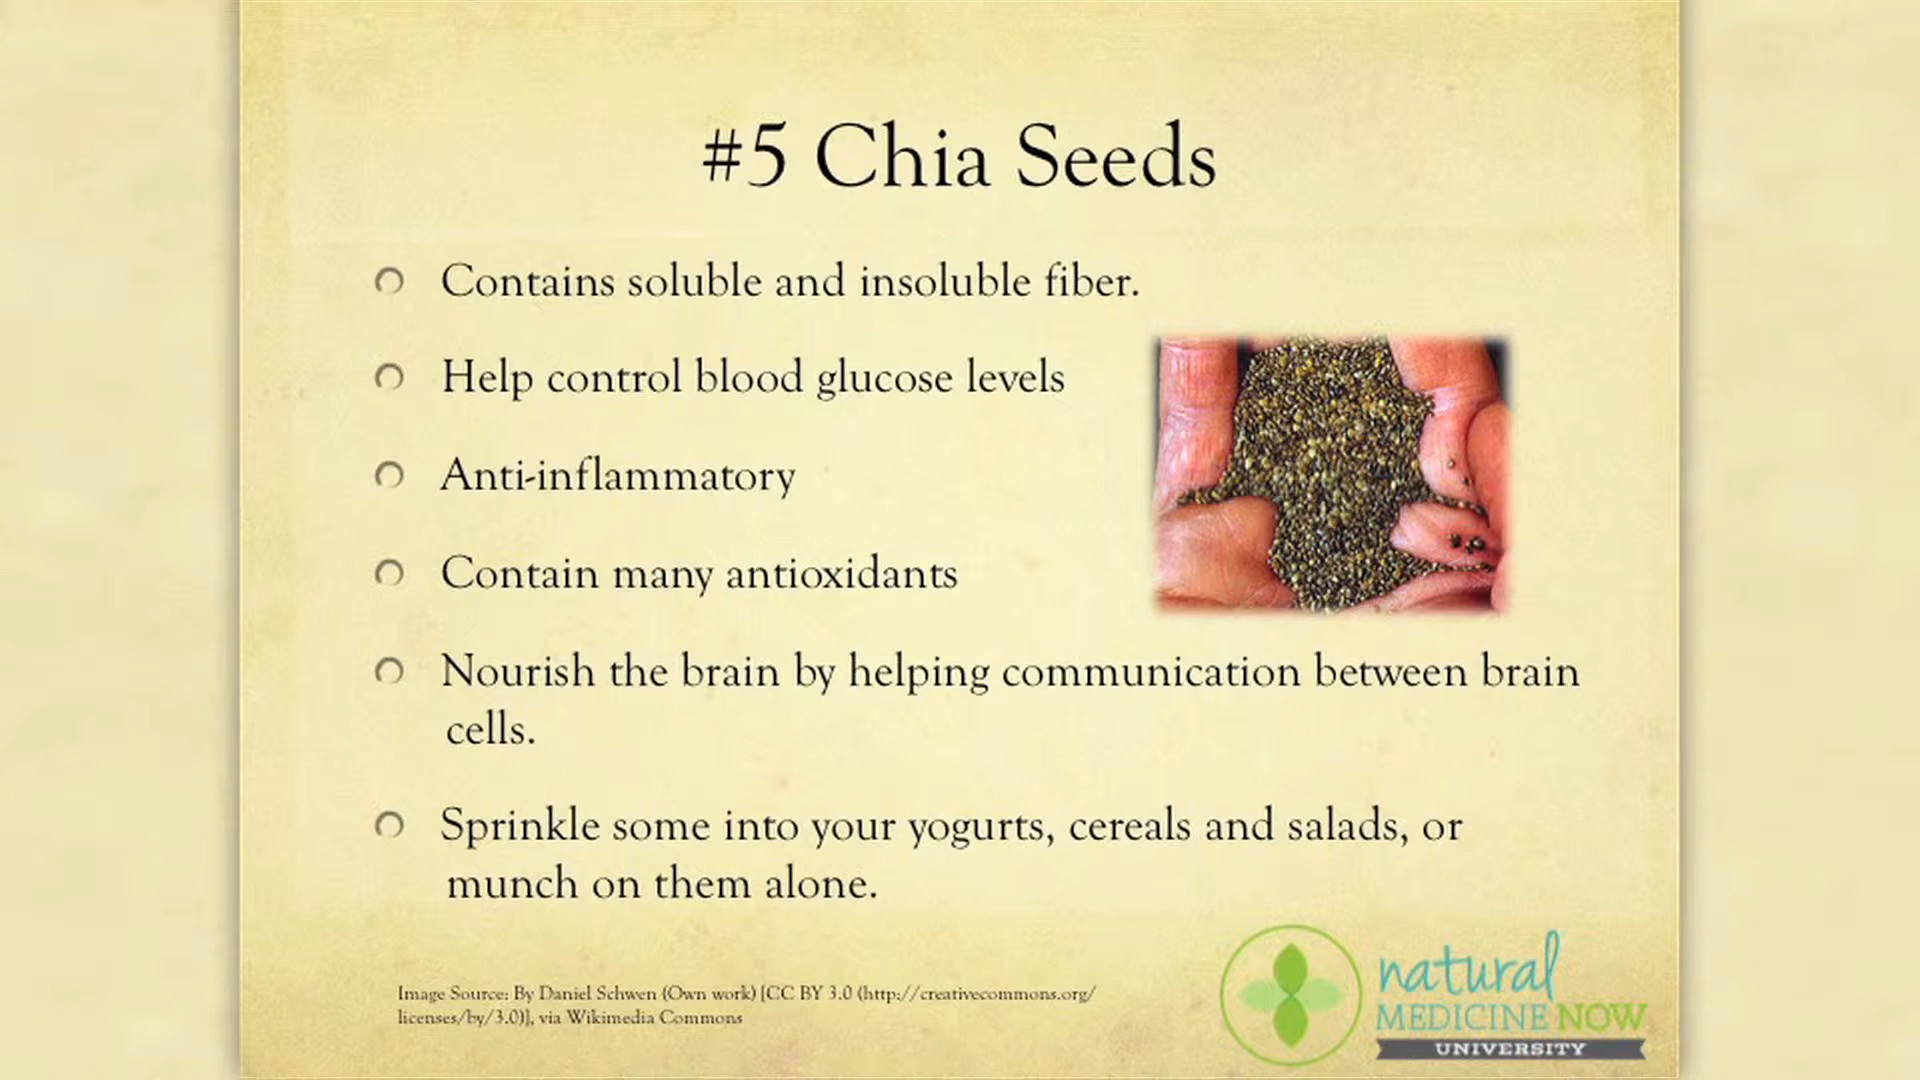 #5 Chia Seeds
Contains soluble and insoluble fiber.
Help control blood glucose levels
Anti-inflammatory
Contain many antioxidants
Nourish the brain by helping communication between brain
cells.
Sprinkle some into your yogurts, cereals and salads, or
munch on them alone.
Image Source: By Daniel Schwen (Own work) [CC BY 3.0 (http://creativecommons.org/
licenses/by/3.0)], via Wikimedia Commons
natural
MEDICINE NOW
UNIVERSITY